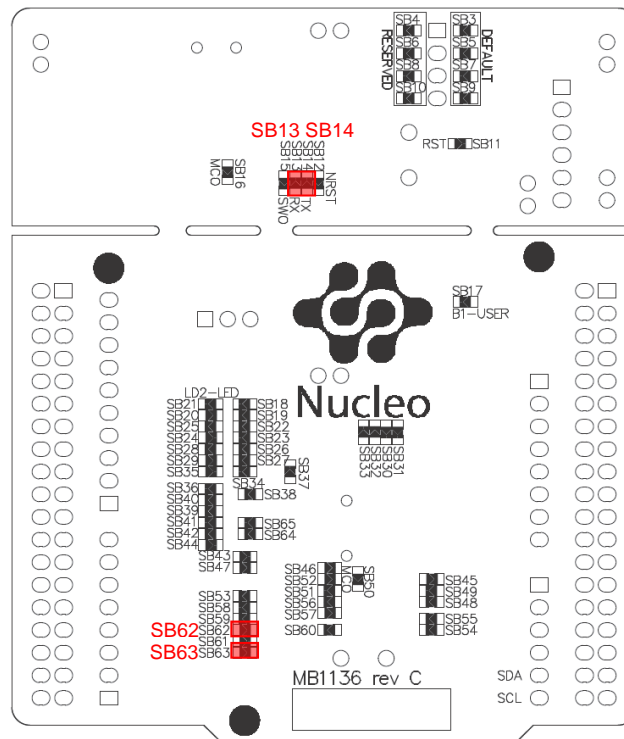 SB4
SB3
SB6
SB5
SB8
SB7
SB10
SB9
RESERVED
DEFAULT
SB13 SB14
SB15
SB13
SB14
SB12
RST
SB11
MCO
SB16
SWO
RX
TX
NRST
SB17
B1-USER
Nucleo
LD2-LED
SB21
SB18
SB20
SB19
SB25
SB22
SB24
SB23
SB28
SB26
SB29
SB27
SB35
SB33
SB32
SB30
SB31
SB37
SB34
SB36
SB38
SB40
SB39
SB41
SB65
SB42
SB64
SB44
SB43
SB47
SB46
SB52
SB51
SB56
SB57
SB60
MCO
SB50
SB45
SB49
SB48
SB55
SB54
SB53
SB58
SB59
SB62
SB62
SB61
SB63
SB63
MB1136 rev C
SDA
SCL